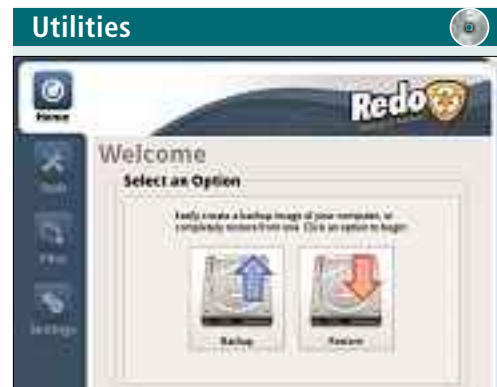 Utilities
Redo
Home
Welcome
Select an Option
Easily create a backup image of your computer, or
completely restore from one. Click an option to begin.
Backup
Restore
Settings